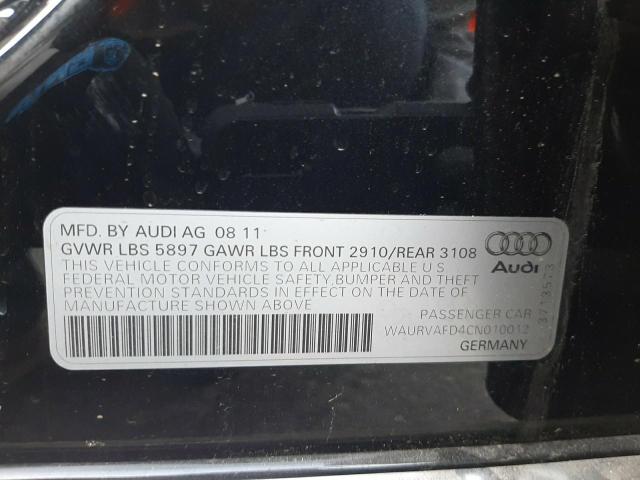 MFD. BY AUDI AG 08 11
GVWR LBS 5897 GAWR LBS FRONT 2910/REAR 3108
THIS VEHICLE CONFORMS TO ALL APPLICABLE U S
FEDERAL MOTOR VEHICLE SAFETY,BUMPER AND THEFT
PREVENTION STANDARDS IN EFFECT ON THE DATE OF
MANUFACTURE SHOWN ABOVE
Audi
PASSENGER CAR
WAURVAFD4CN010012
GERMANY
3713573